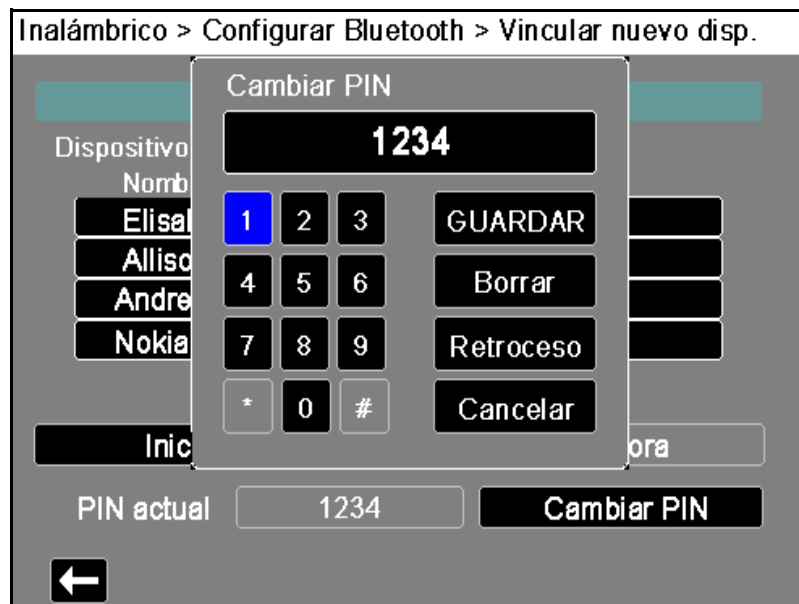 Inalámbrico > Configurar Bluetooth > Vincular nuevo disp.
Cambiar PIN
1234
Dispositivo
Nomb
Elisal
Alliso
Andre
Nokia
1 2 3 GUARDAR
4 5 6 Borrar
7 8 9 Retroceso
* 0 # Cancelar
Inic ora
PIN actual 1234 Cambiar PIN